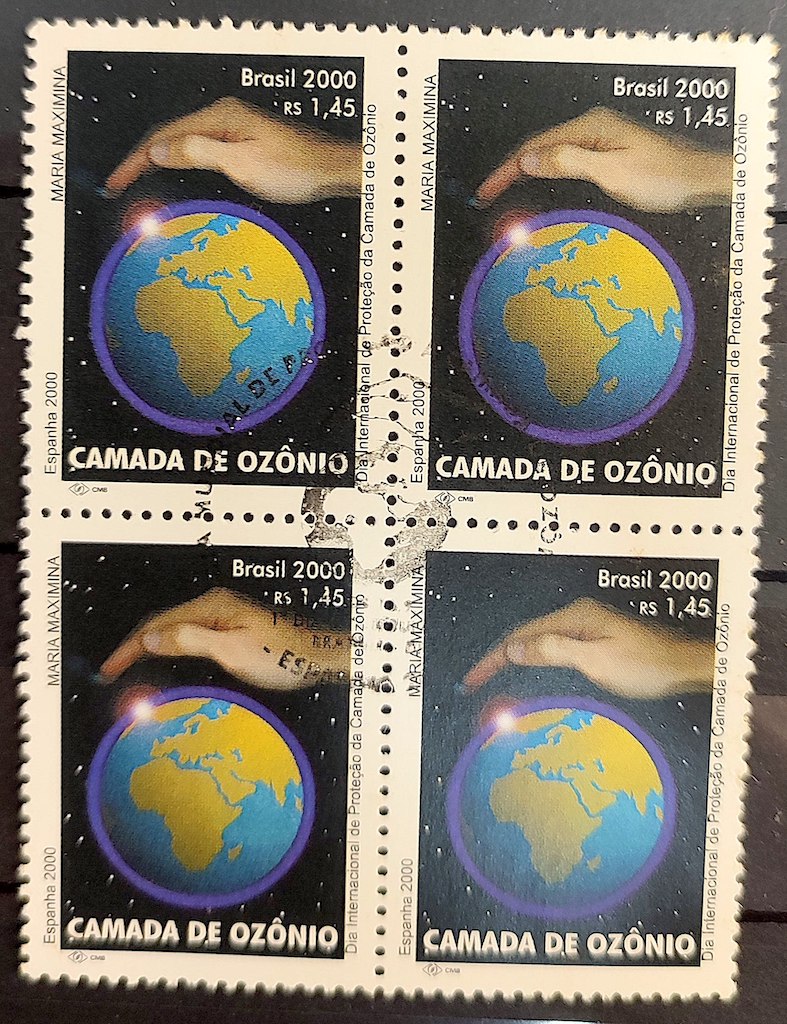 Brasil 2000
RS 1,45
MARIA MAXIMINA
Dia Internacional de Proteção da Camada de Ozônio
Espanha 2000
CAMADA DE OZÔNIO
CMB
Brasil 2000
RS 1,45
MARIA MAXIMINA
Dia Internacional de Proteção da Camada de Ozônio
Espanha 2000
CAMADA DE OZÔNIO
CMB
Brasil 2000
RS 1,45
MARIA MAXIMINA
Dia Internacional de Proteção da Camada de Ozônio
Espanha 2000
CAMADA DE OZÔNIO
CMB
Brasil 2000
RS 1,45
MARIA MAXIMINA
Dia Internacional de Proteção da Camada de Ozônio
Espanha 2000
CAMADA DE OZÔNIO
CMB